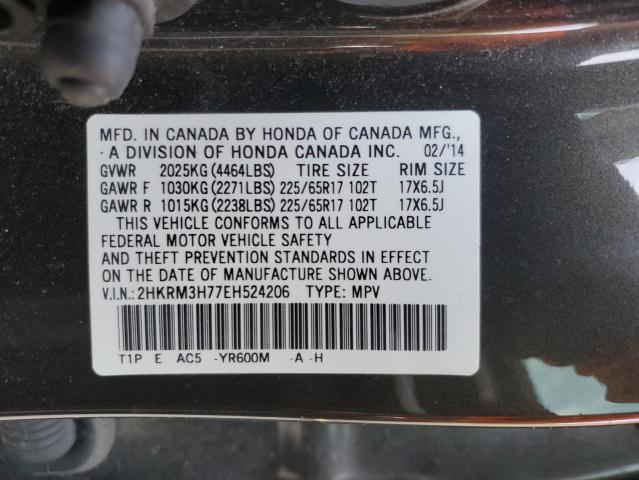 MFD. IN CANADA BY HONDA OF CANADA MFG.,
· A DIVISION OF HONDA CANADA INC. 02/'14
GVWR 2025KG (4464LBS) TIRE SIZE RIM SIZE
GAWR F 1030KG (2271LBS) 225/65R17 102T 17X6.5J
GAWR R 1015KG (2238LBS) 225/65R17 102T 17X6.5J
THIS VEHICLE CONFORMS TO ALL APPLICABLE
FEDERAL MOTOR VEHICLE SAFETY
AND THEFT PREVENTION STANDARDS IN EFFECT
ON THE DATE OF MANUFACTURE SHOWN ABOVE.
V.I.N.: 2HKRM3H77EH524206 TYPE: MPV
T1P E AC5 -YR600M -A -H